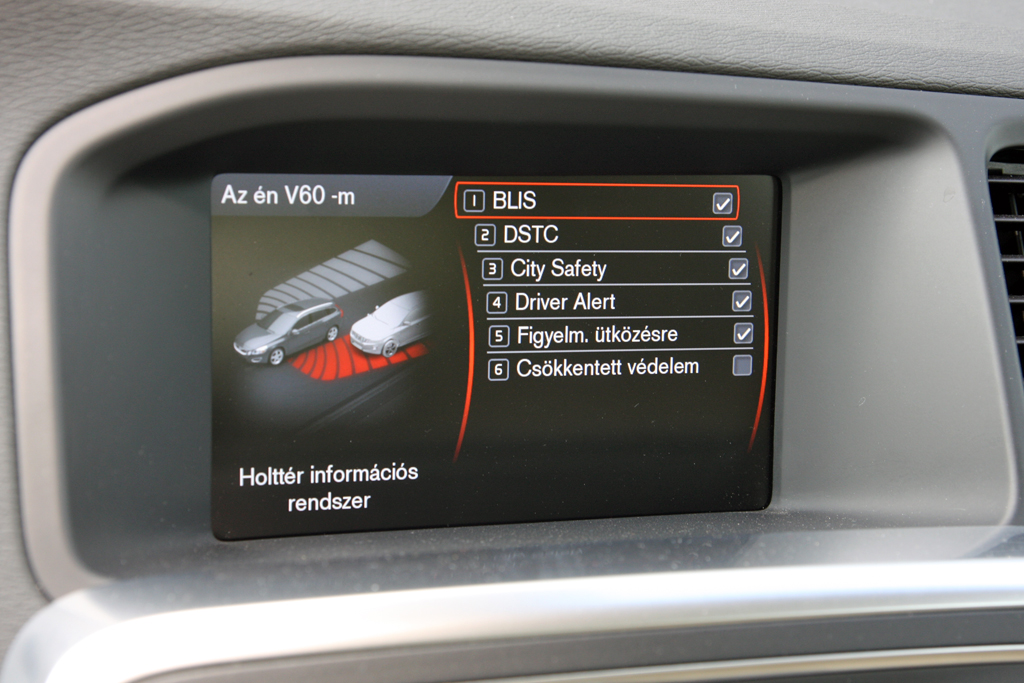 Az én V60 -m
1 BLIS
2 DSTC
3 City Safety
4 Driver Alert
5 Figyelm. ütközésre
6 Csökkentett védelem
Holttér információs
rendszer